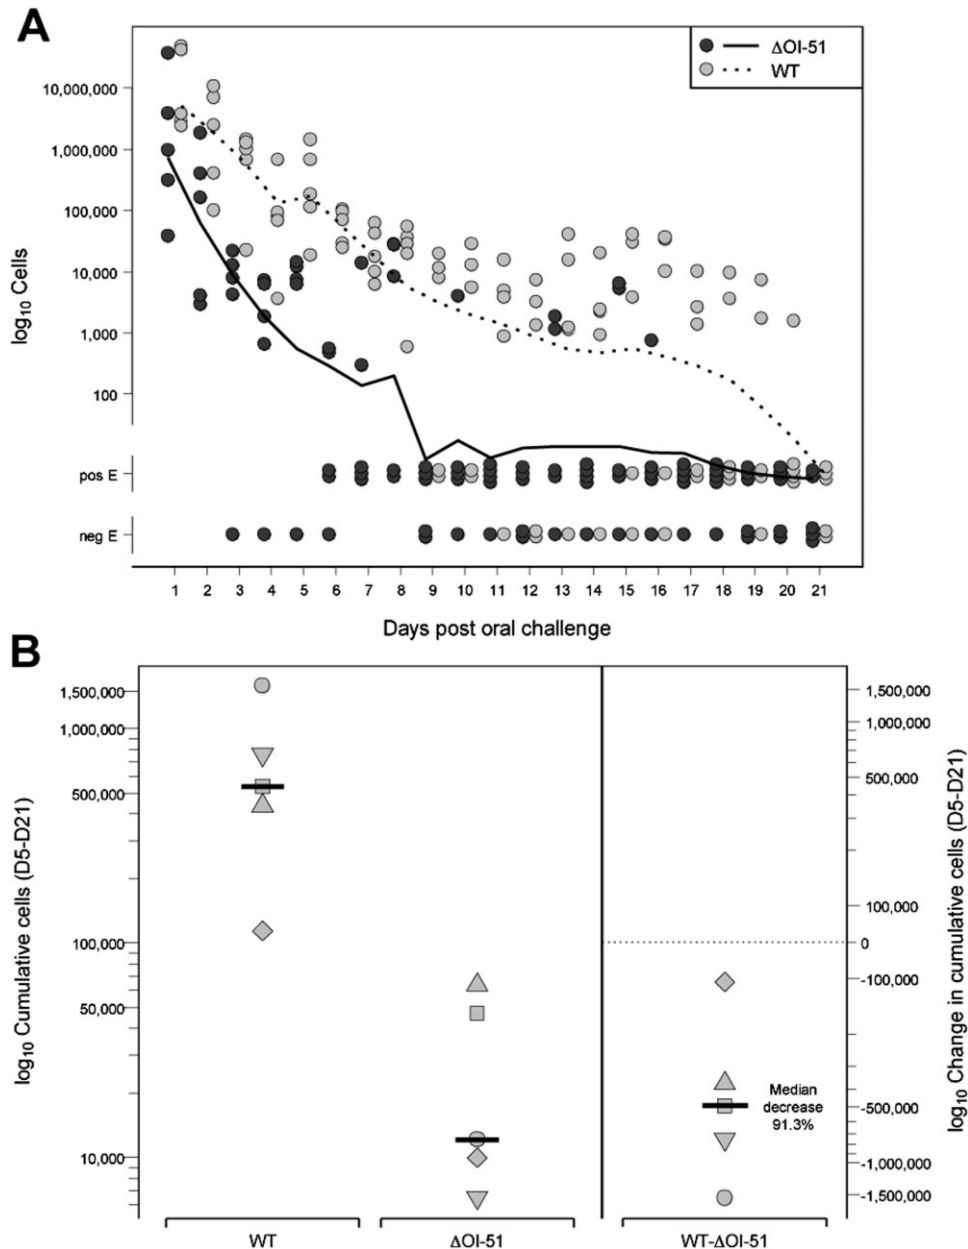 A
ΔOI-51
WT
log10 Cells
10,000,000
1,000,000
100,000
10,000
1,000
100
pos E
neg E
1 2 3 4 5 6 7 8 9 10 11 12 13 14 15 16 17 18 19 20 21
Days post oral challenge
B
log10 Cumulative cells (D5-D21)
1,500,000
1,000,000
500,000
100,000
50,000
10,000
1,500,000
1,000,000
500,000
100,000
0
-100,000
-500,000
-1,000,000
-1,500,000
log10 Change in cumulative cells (D5-D21)
Median
decrease
91.3%
WT ΔOI-51 WT-ΔOI-51